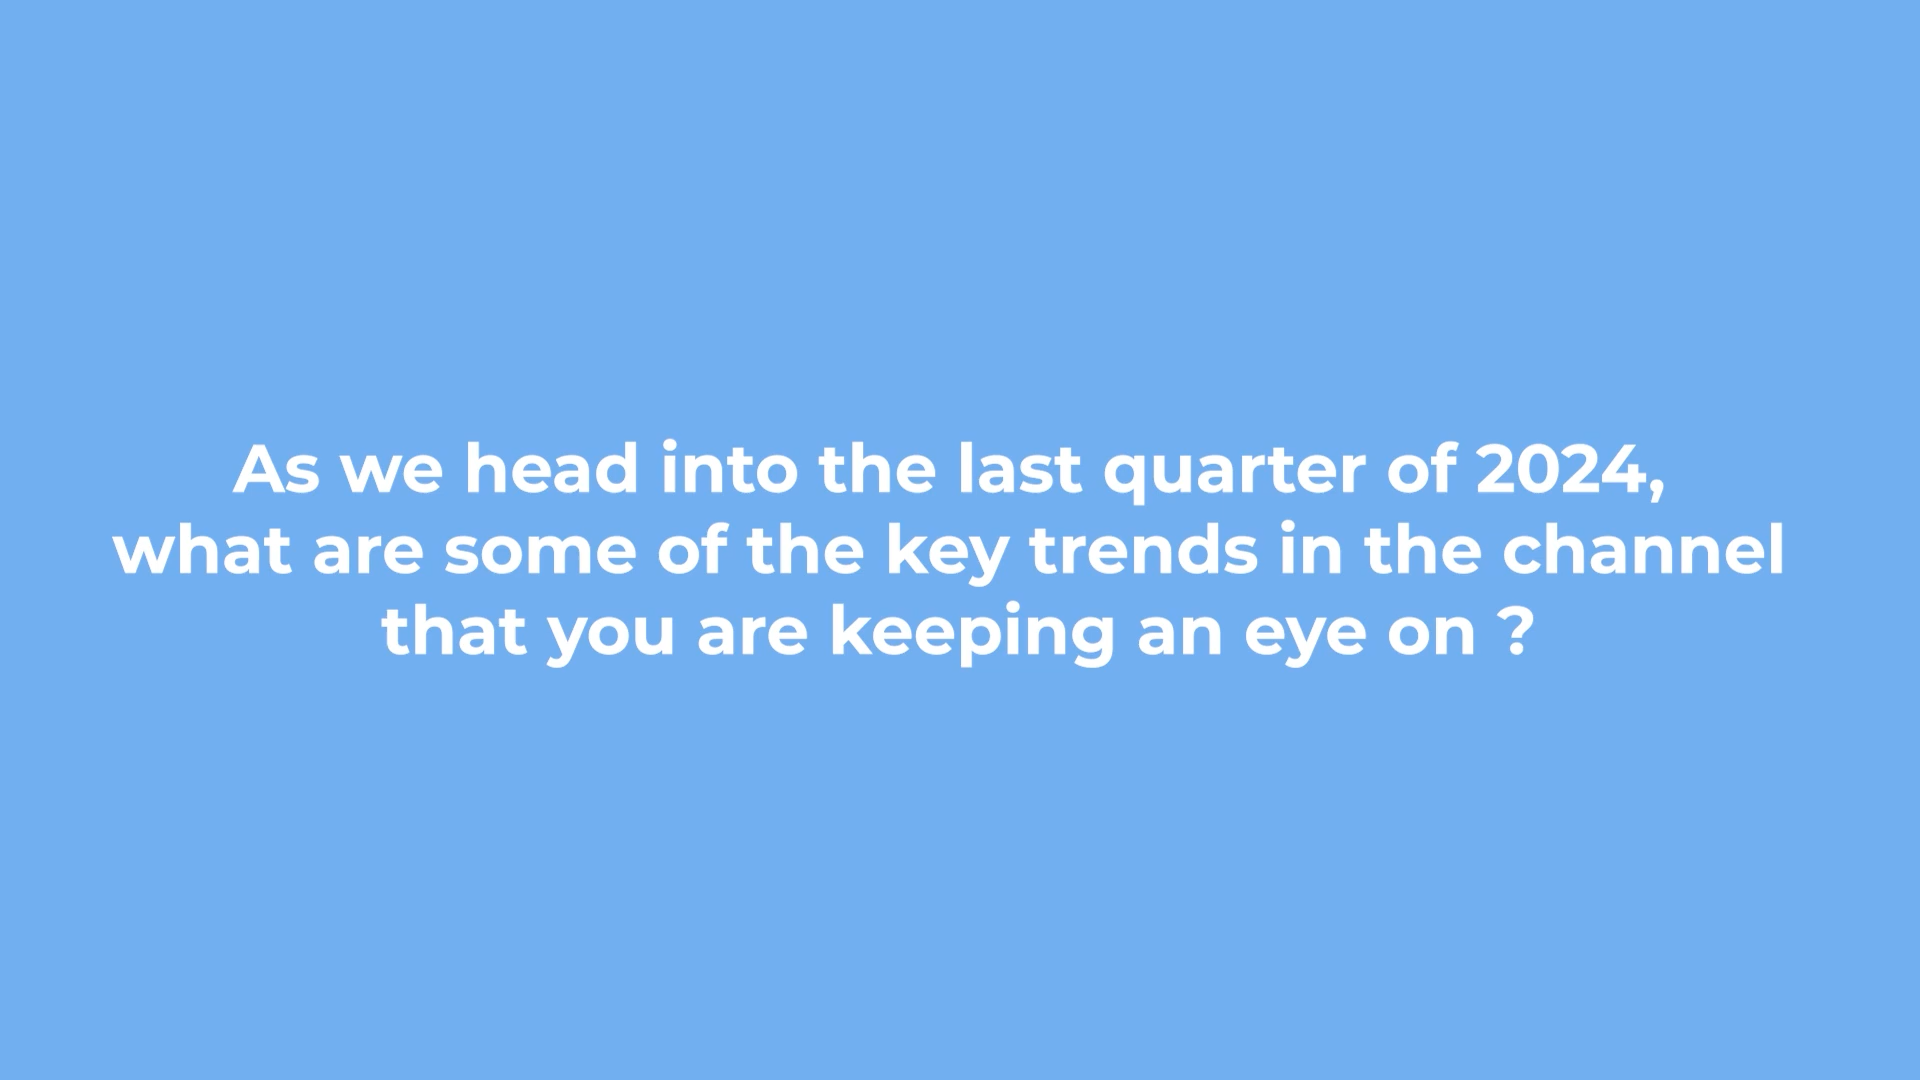 As we head into the last quarter of 2024,
what are some of the key trends in the channel
that you are keeping an eye on ?